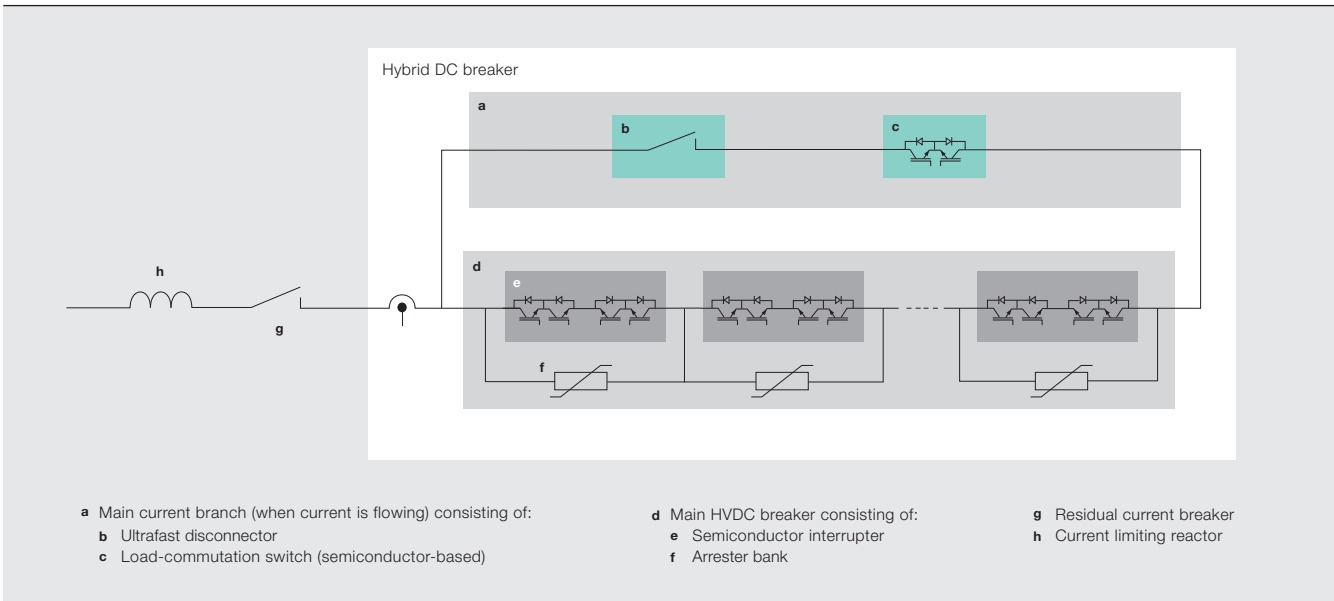 Hybrid DC breaker
a
b
c
d
e
f
h
g
a Main current branch (when current is flowing) consisting of:
b Ultrafast disconnector
c Load-commutation switch (semiconductor-based)
d Main HVDC breaker consisting of:
e Semiconductor interrupter
f Arrester bank
g Residual current breaker
h Current limiting reactor